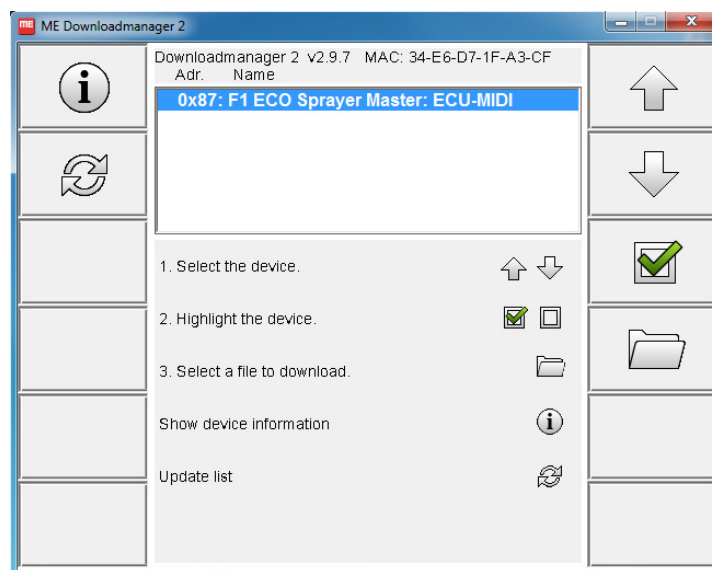 ME ME Downloadmanager 2
Downloadmanager 2 v2.9.7 MAC: 34-E6-D7-1F-A3-CF
Adr. Name
0x87: F1 ECO Sprayer Master: ECU-MIDI
1. Select the device.
2. Highlight the device.
3. Select a file to download.
Show device information
Update list